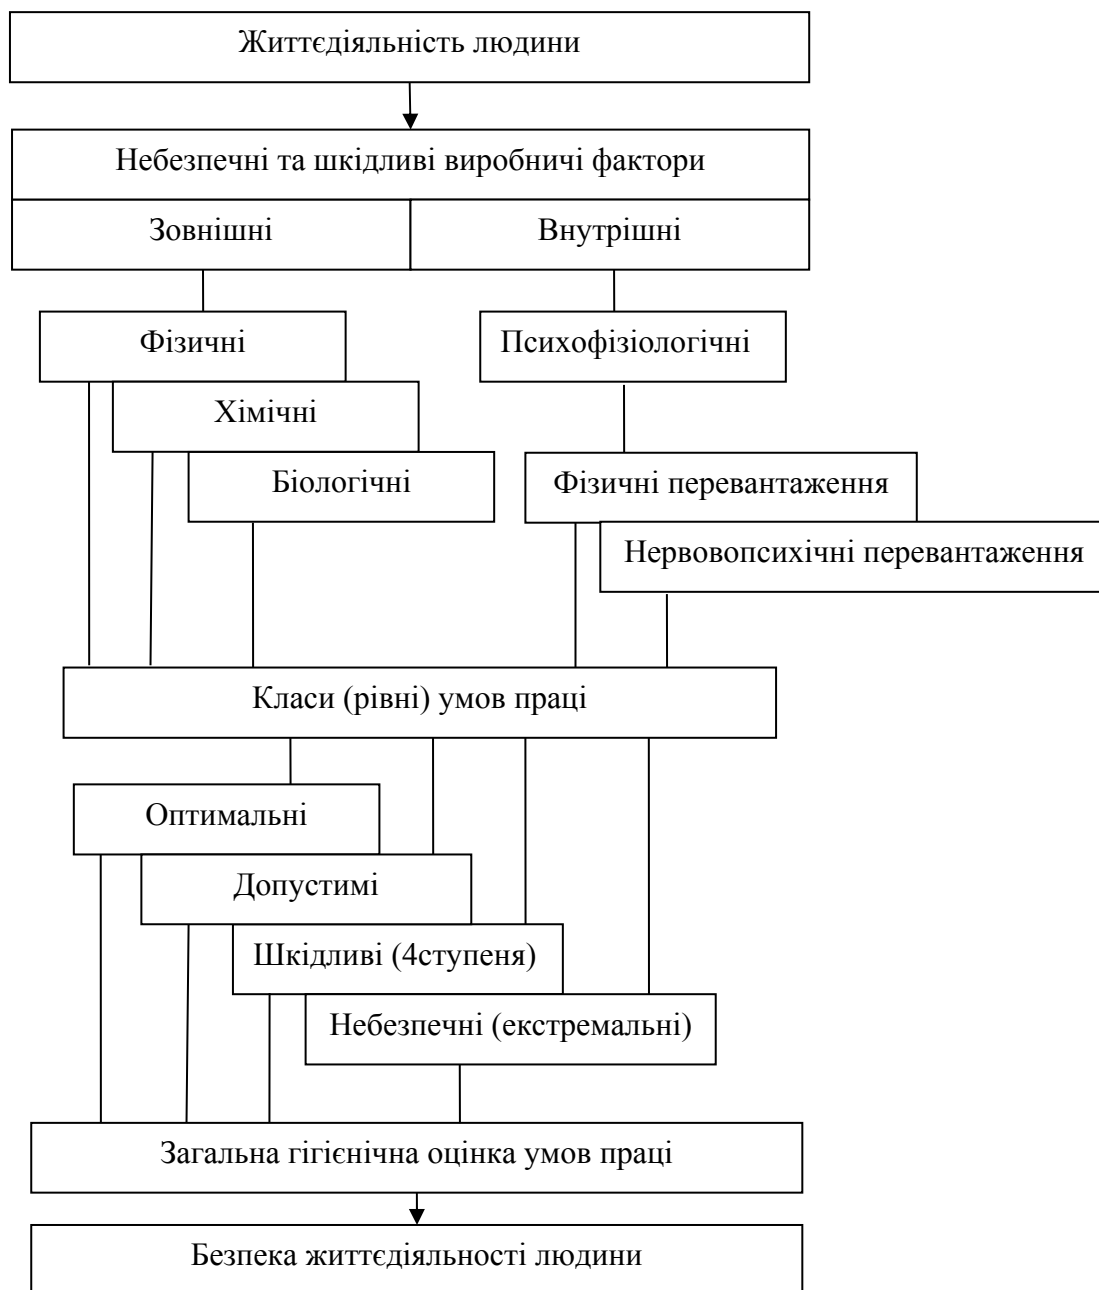 Життєдіяльність людини
Небезпечні та шкідливі виробничі фактори
Зовнішні
Внутрішні
Фізичні
Психофізіологічні
Хімічні
Біологічні
Фізичні перевантаження
Нервовопсихічні перевантаження
Класи (рівні) умов праці
Оптимальні
Допустимі
Шкідливі (4ступеня)
Небезпечні (екстремальні)
Загальна гігієнічна оцінка умов праці
Безпека життєдіяльності людини